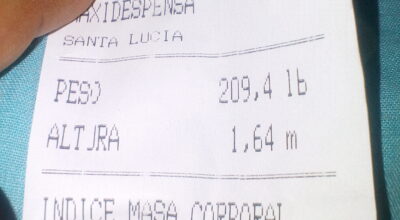 MAXIDESPENSA
SANTA LUCIA
PESO 209,4 lb
ALTURA 1,64 m
INDICE MASA CORPORAL